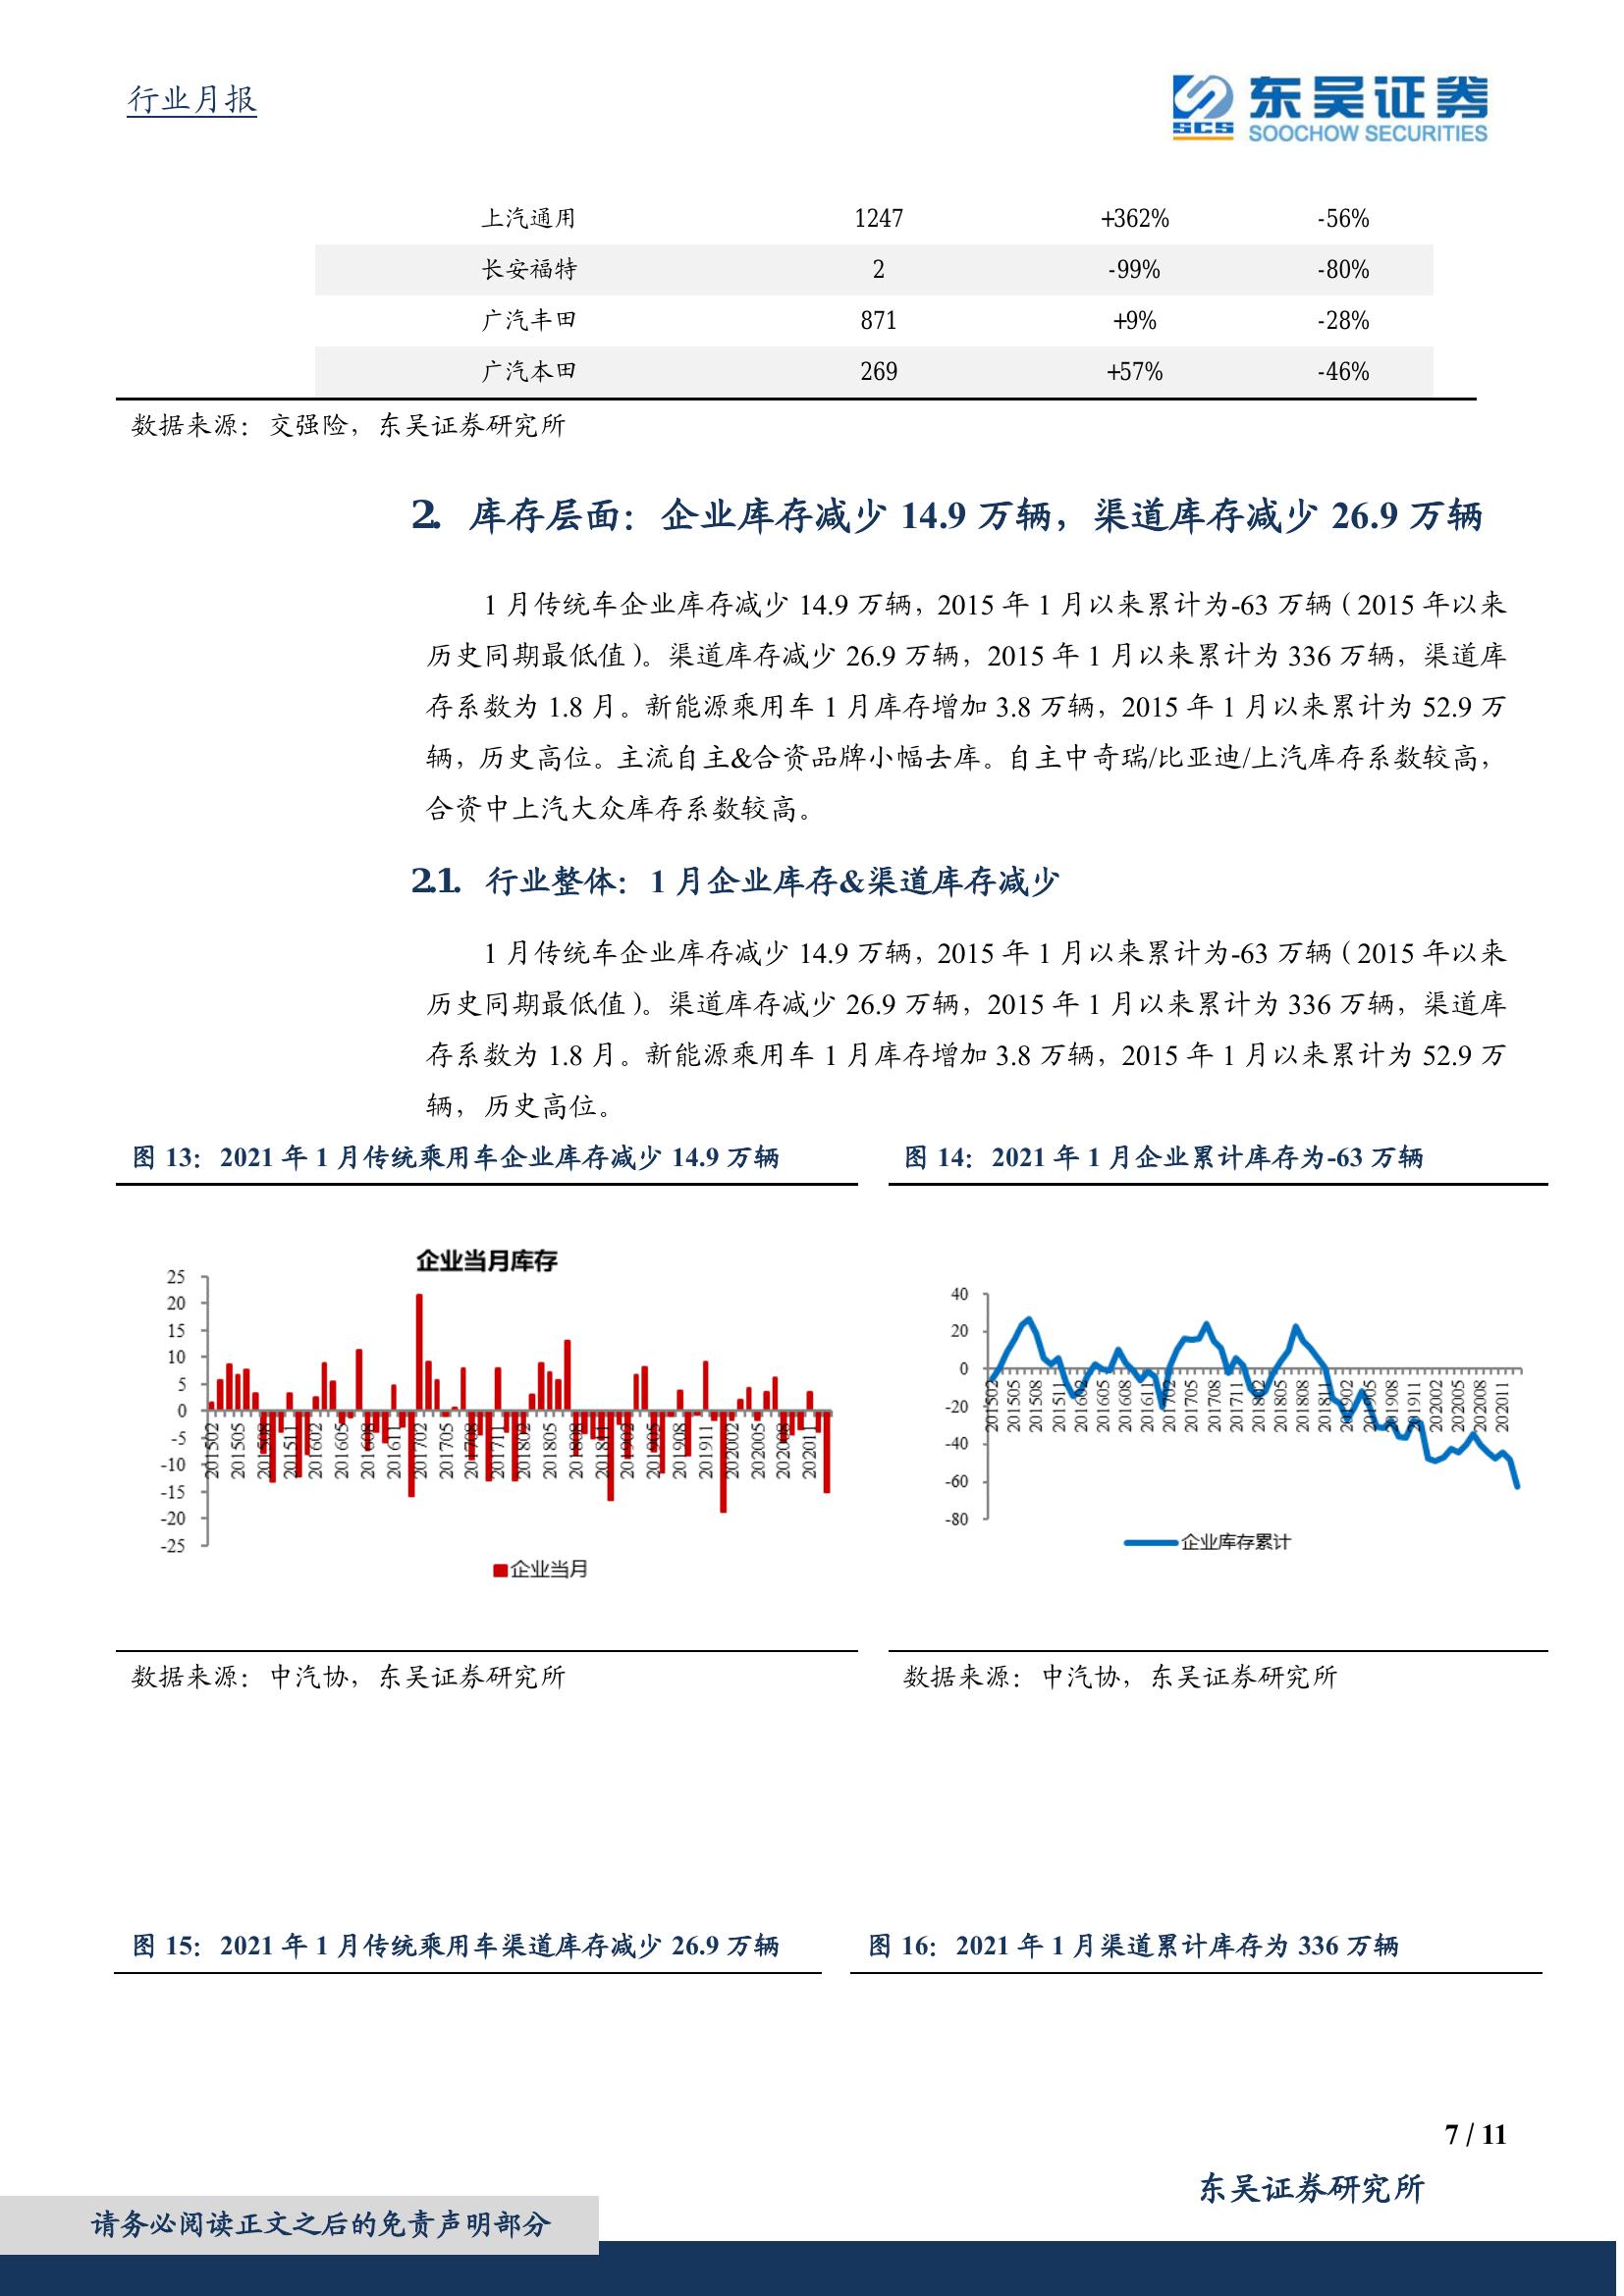 行业月报
SCS 东吴证券
SOOCHOW SECURITIES
上汽通用 1247 +362% -56%
长安福特 2 -99% -80%
广汽丰田 871 +9% -28%
广汽本田 269 +57% -46%
数据来源：交强险，东吴证券研究所
2. 库存层面：企业库存减少 14.9 万辆，渠道库存减少 26.9 万辆
1 月传统车企业库存减少 14.9 万辆，2015 年 1 月以来累计为-63 万辆（2015 年以来
历史同期最低值）。渠道库存减少 26.9 万辆，2015 年 1 月以来累计为 336 万辆，渠道库
存系数为 1.8 月。新能源乘用车 1 月库存增加 3.8 万辆，2015 年 1 月以来累计为 52.9 万
辆，历史高位。主流自主&合资品牌小幅去库。自主中奇瑞/比亚迪/上汽库存系数较高，
合资中上汽大众库存系数较高。
2.1. 行业整体：1 月企业库存&渠道库存减少
1 月传统车企业库存减少 14.9 万辆，2015 年 1 月以来累计为-63 万辆（2015 年以来
历史同期最低值）。渠道库存减少 26.9 万辆，2015 年 1 月以来累计为 336 万辆，渠道库
存系数为 1.8 月。新能源乘用车 1 月库存增加 3.8 万辆，2015 年 1 月以来累计为 52.9 万
辆，历史高位。
图 13：2021 年 1 月传统乘用车企业库存减少 14.9 万辆
企业当月库存
25
20
15
10
5
0
-5
-10
-15
-20
-25
201502 201505 201508 201511 201602 201605 201608 201611 201702 201705 201708 201711 201802 201805 201808 201811 201902 201905 201908 201911 202002 202005 202008 202011
企业当月
数据来源：中汽协，东吴证券研究所
图 14：2021 年 1 月企业累计库存为-63 万辆
40
20
0
-20
-40
-60
-80
201502 201505 201508 201511 201602 201605 201608 201611 201702 201705 201708 201711 201802 201805 201808 201811 201902 201905 201908 201911 202002 202005 202008 202011
企业库存累计
数据来源：中汽协，东吴证券研究所
图 15：2021 年 1 月传统乘用车渠道库存减少 26.9 万辆
图 16：2021 年 1 月渠道累计库存为 336 万辆
7 / 11
东吴证券研究所
请务必阅读正文之后的免责声明部分